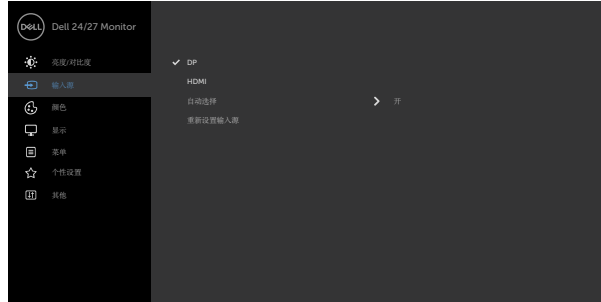 DELL
Dell 24/27 Monitor
亮度/对比度
输入源
颜色
显示
菜单
个性设置
其他
DP
HDMI
自动选择 开
重新设置输入源